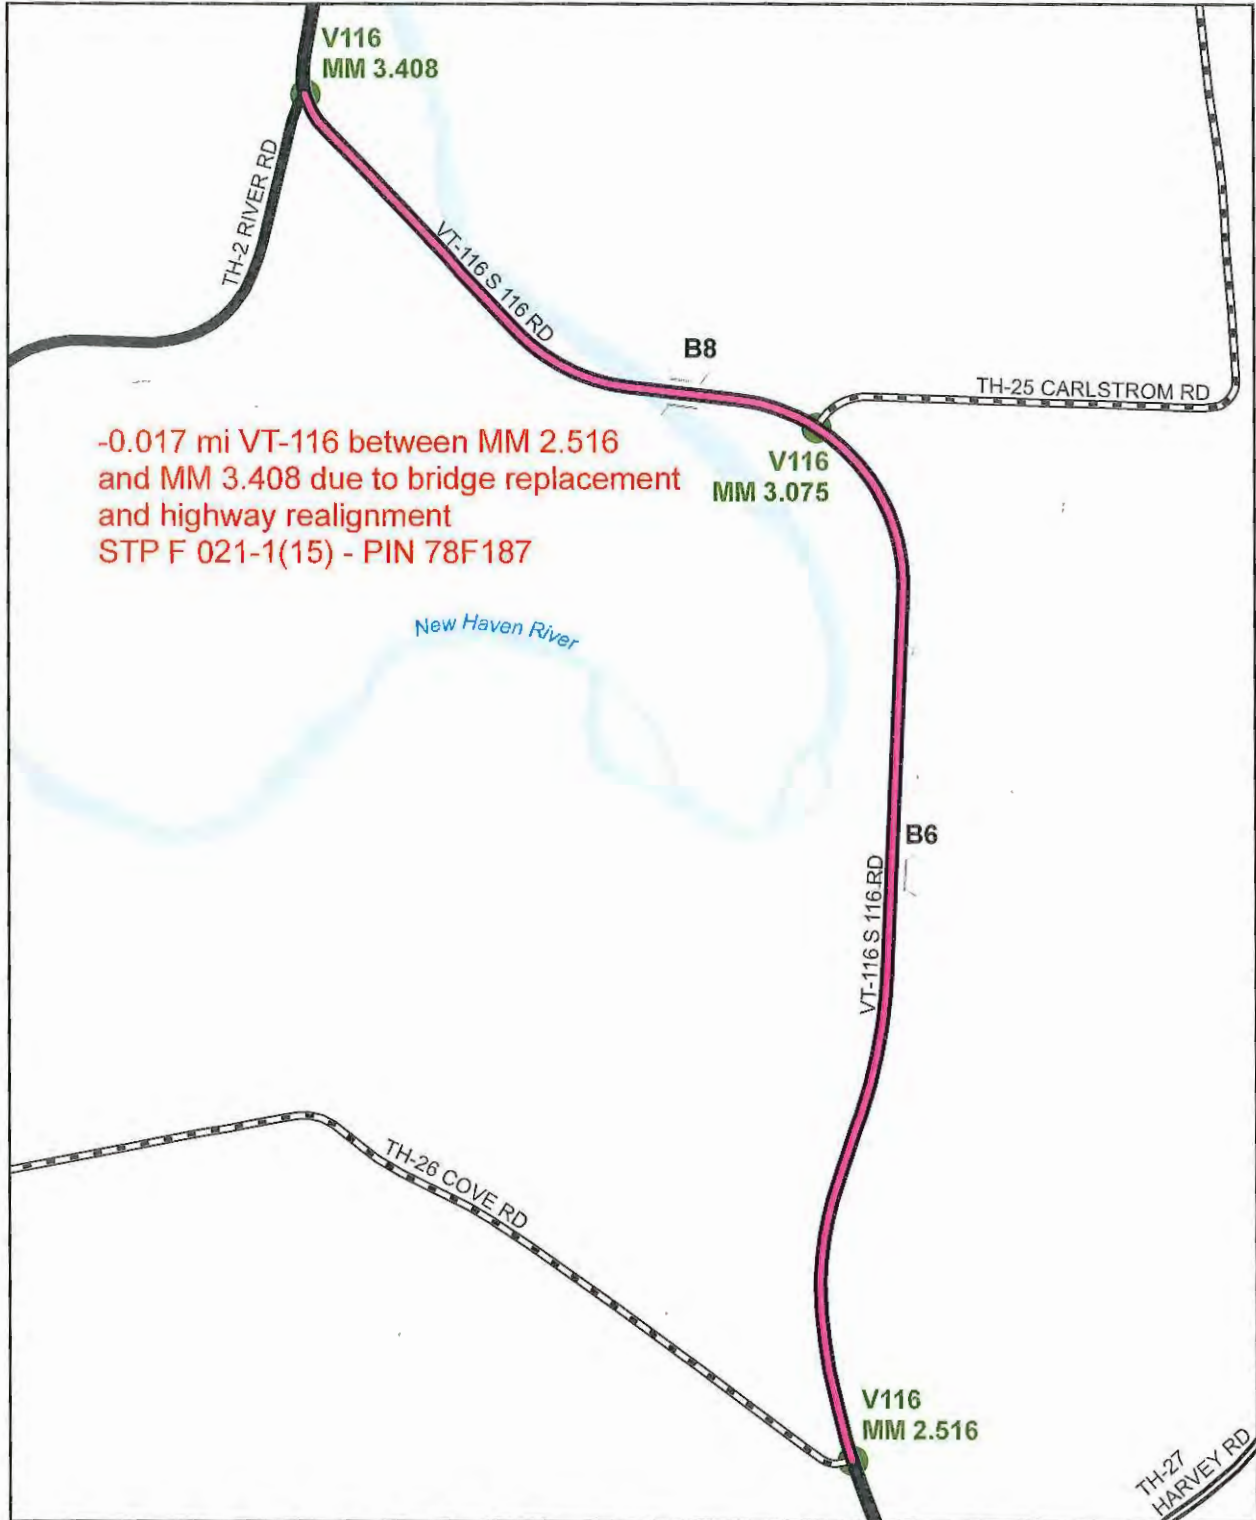 V116
MM 3.408
TH-2 RIVER RD
VT-116 S 116 RD
B8
TH-25 CARLSTROM RD
V116
MM 3.075
-0.017 mi VT-116 between MM 2.516
and MM 3.408 due to bridge replacement
and highway realignment
STP F 021-1(15) - PIN 78F187
New Haven River
B6
VT-116 S 116 RD
TH-26 COVE RD
V116
MM 2.516
TH-27
HARVEY RD